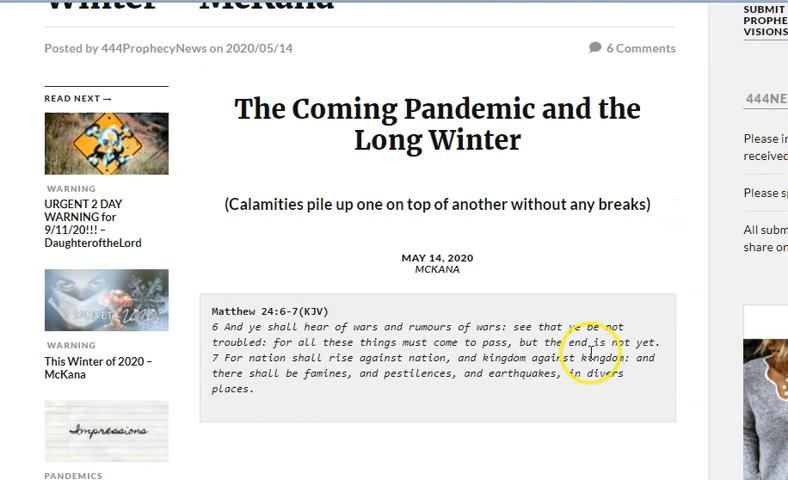 Winter – McKana
SUBMIT
PROPHE
VISIONS
Posted by 444ProphecyNews on 2020/05/14
6 Comments
READ NEXT →
WARNING
URGENT 2 DAY
WARNING for
9/11/20!!! –
DaughteroftheLord
This Winter of 2020 –
McKana
Impressions
PANDEMICS
The Coming Pandemic and the
Long Winter
(Calamities pile up one on top of another without any breaks)
MAY 14, 2020
MCKANA
Matthew 24:6-7(KJV)
6 And ye shall hear of wars and rumours of wars: see that ye be not
troubled: for all these things must come to pass, but the end is not yet.
7 For nation shall rise against nation, and kingdom against kingdom: and
there shall be famines, and pestilences, and earthquakes, in divers
places.
444NE
Please in
received
Please sp
All subm
share on